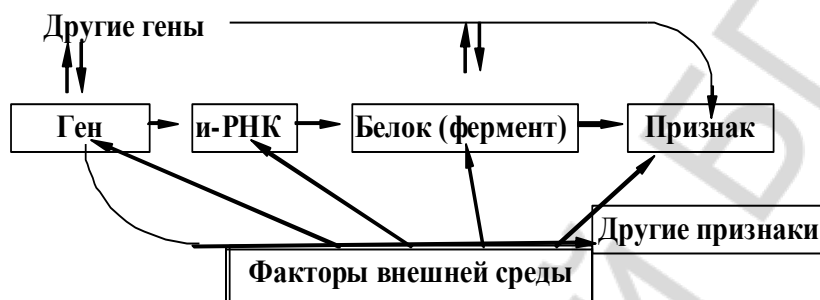 Другие гены
Ген
и-РНК
Белок (фермент)
Признак
Другие признаки
Факторы внешней среды